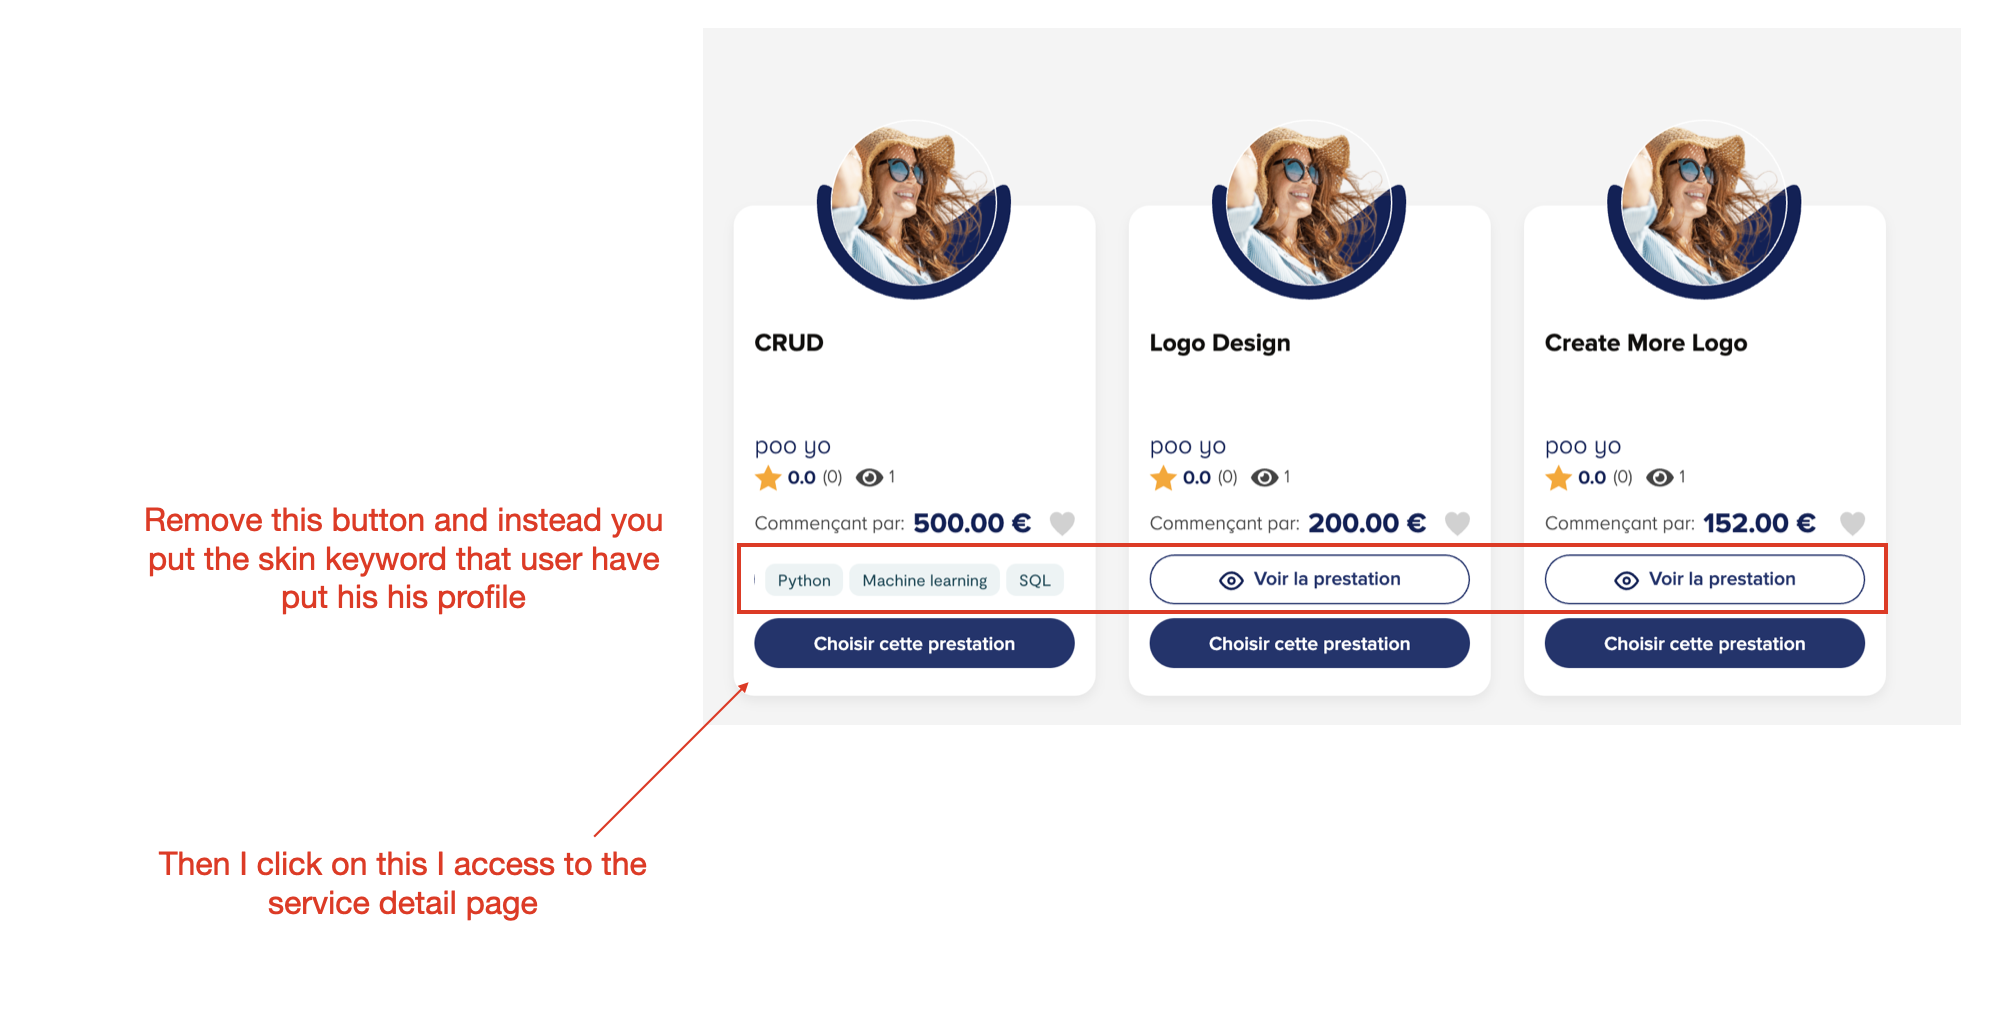 CRUD
Logo Design
Create More Logo
poo yo
poo yo
poo yo
0.0 (0) 1
0.0 (0) 1
0.0 (0) 1
Commençant par: 500.00 €
Commençant par: 200.00 €
Commençant par: 152.00 €
Remove this button and instead you
put the skin keyword that user have
put his his profile
Python Machine learning SQL
Voir la prestation
Voir la prestation
Choisir cette prestation
Choisir cette prestation
Choisir cette prestation
Then I click on this I access to the
service detail page